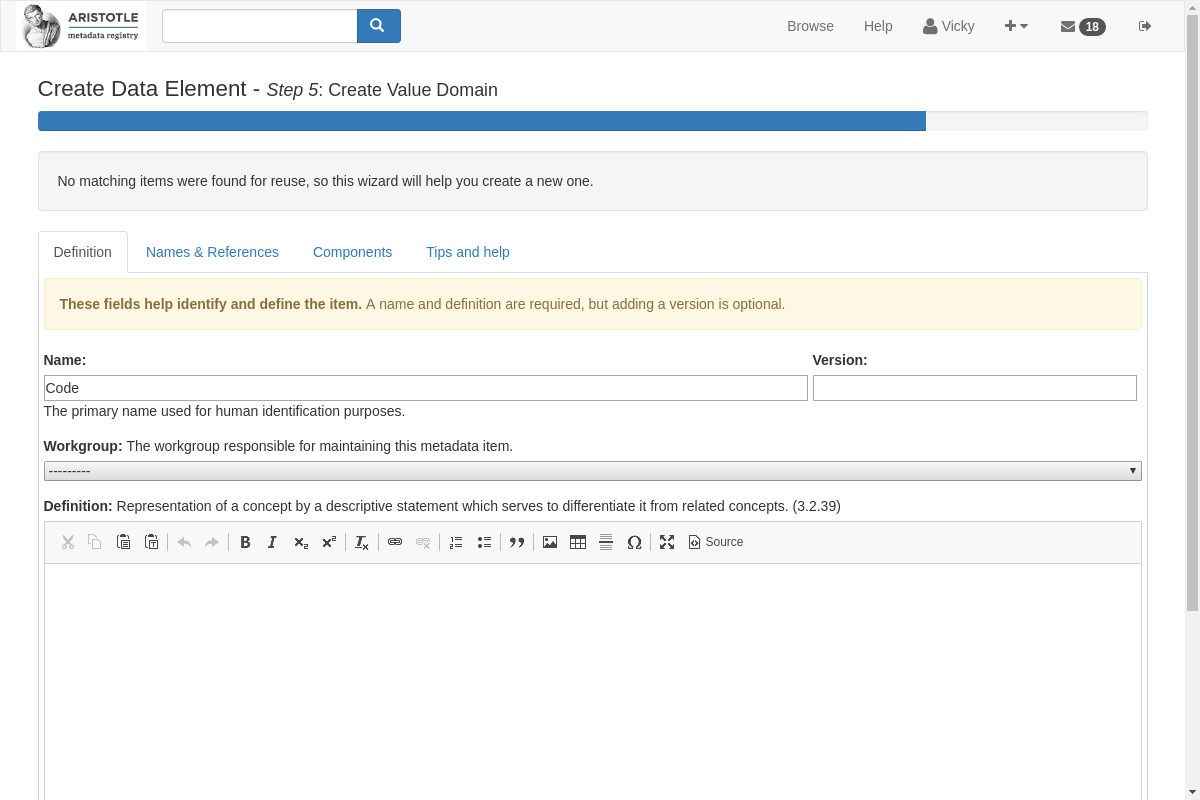 ARISTOTLE
metadata registry
Browse
Help
Vicky
18
Create Data Element - Step 5: Create Value Domain
No matching items were found for reuse, so this wizard will help you create a new one.
Definition
Names & References
Components
Tips and help
These fields help identify and define the item. A name and definition are required, but adding a version is optional.
Name:
Version:
Code
The primary name used for human identification purposes.
Workgroup: The workgroup responsible for maintaining this metadata item.
---------
Definition: Representation of a concept by a descriptive statement which serves to differentiate it from related concepts. (3.2.39)
Source